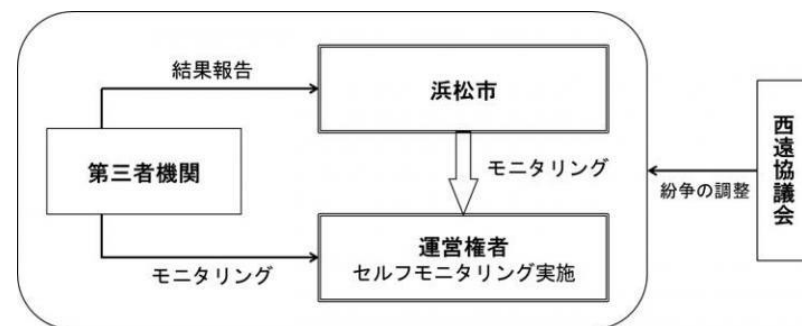 結果報告
浜松市
第三者機関
モニタリング
西遠協議会
紛争の調整
運営権者
セルフモニタリング実施
モニタリング